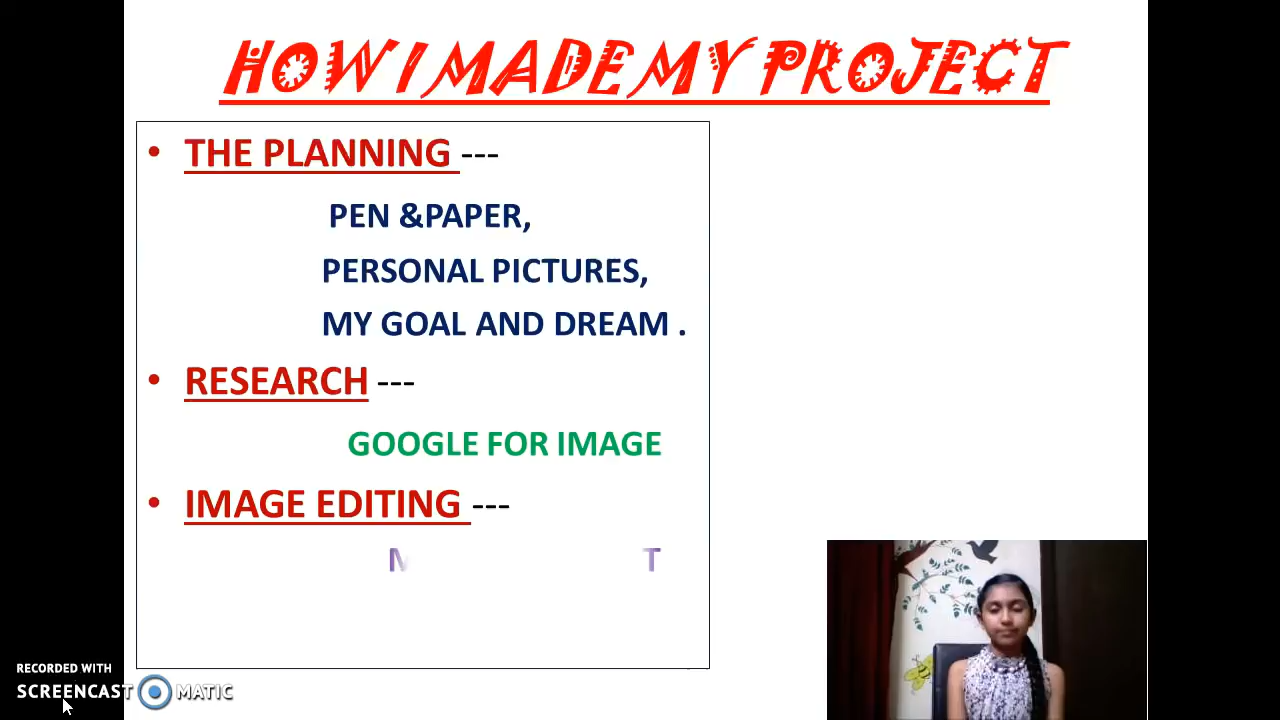 HOW I MADE MY PROJECT
• THE PLANNING ---
PEN &PAPER,
PERSONAL PICTURES,
MY GOAL AND DREAM .
• RESEARCH ---
GOOGLE FOR IMAGE
• IMAGE EDITING ---
RECORDED WITH
SCREENCAST MATIC